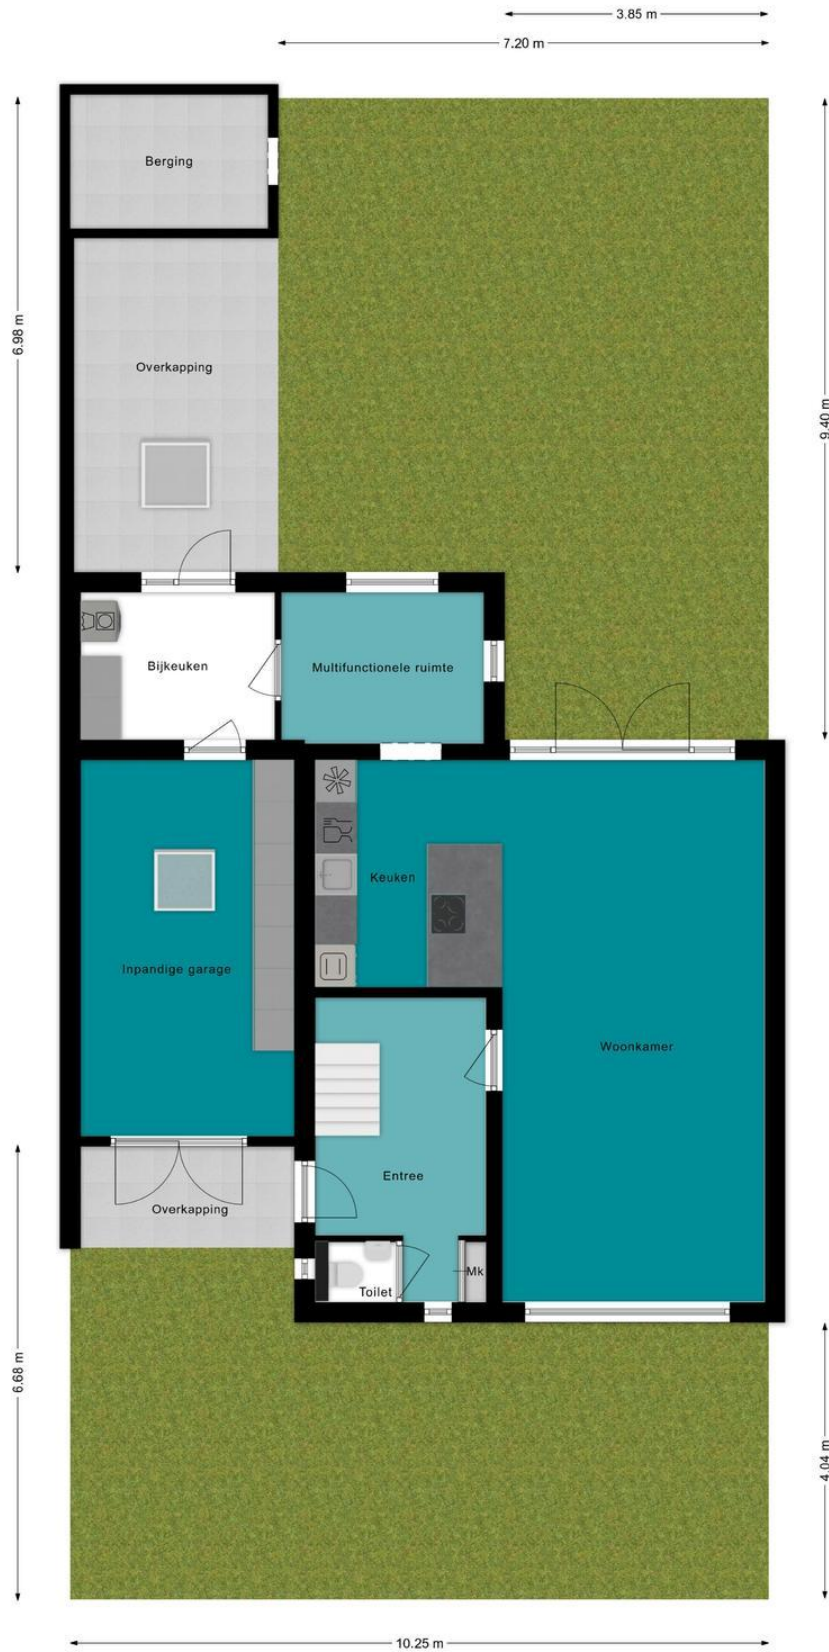 3.85 m
7.20 m
Berging
6.98 m
Overkapping
9.40 m
Bijkeuken
Multifunctionele ruimte
Keuken
Inpandige garage
Woonkamer
Entree
Overkapping
Mk
Toilet
6.68 m
4.04 m
10.25 m